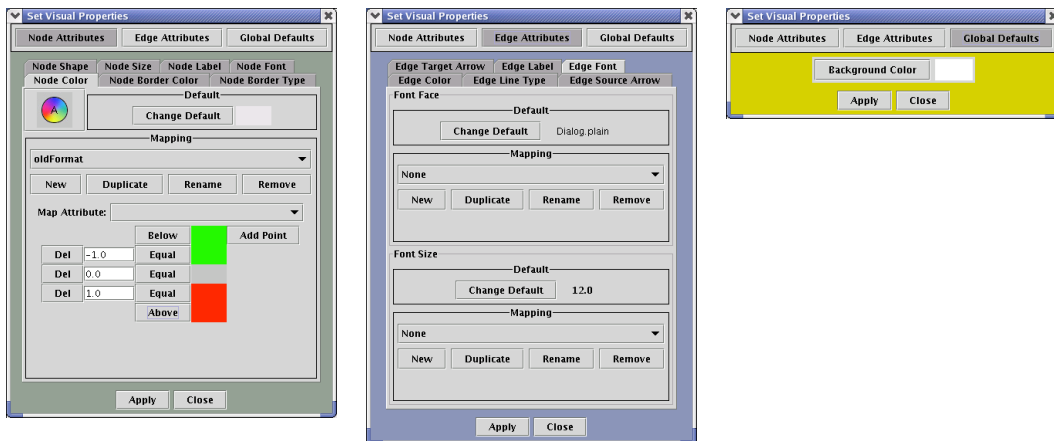 Set Visual Properties
Node Attributes Edge Attributes Global Defaults
Node Shape Node Size Node Label Node Font
Node Color Node Border Color Node Border Type
A
Default
Change Default
Mapping
oldFormat
New Duplicate Rename Remove
Map Attribute:
Below Add Point
Del -1.0 Equal
Del 0.0 Equal
Del 1.0 Equal
Above
Apply Close
Set Visual Properties
Node Attributes Edge Attributes Global Defaults
Edge Target Arrow Edge Label Edge Font
Edge Color Edge Line Type Edge Source Arrow
Font Face
Default
Change Default Dialog.plain
Mapping
None
New Duplicate Rename Remove
Font Size
Default
Change Default 12.0
Mapping
None
New Duplicate Rename Remove
Apply Close
Set Visual Properties
Node Attributes Edge Attributes Global Defaults
Background Color
Apply Close